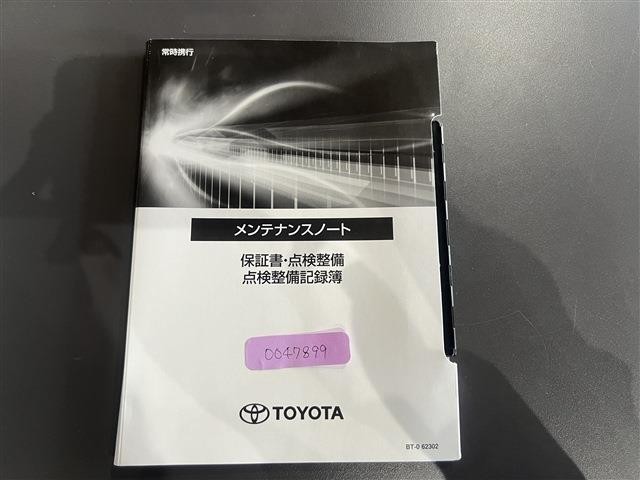 常時携行
メンテナンスノート
保証書・点検整備
点検整備記録簿
0047899
TOYOTA
BT-0 62302